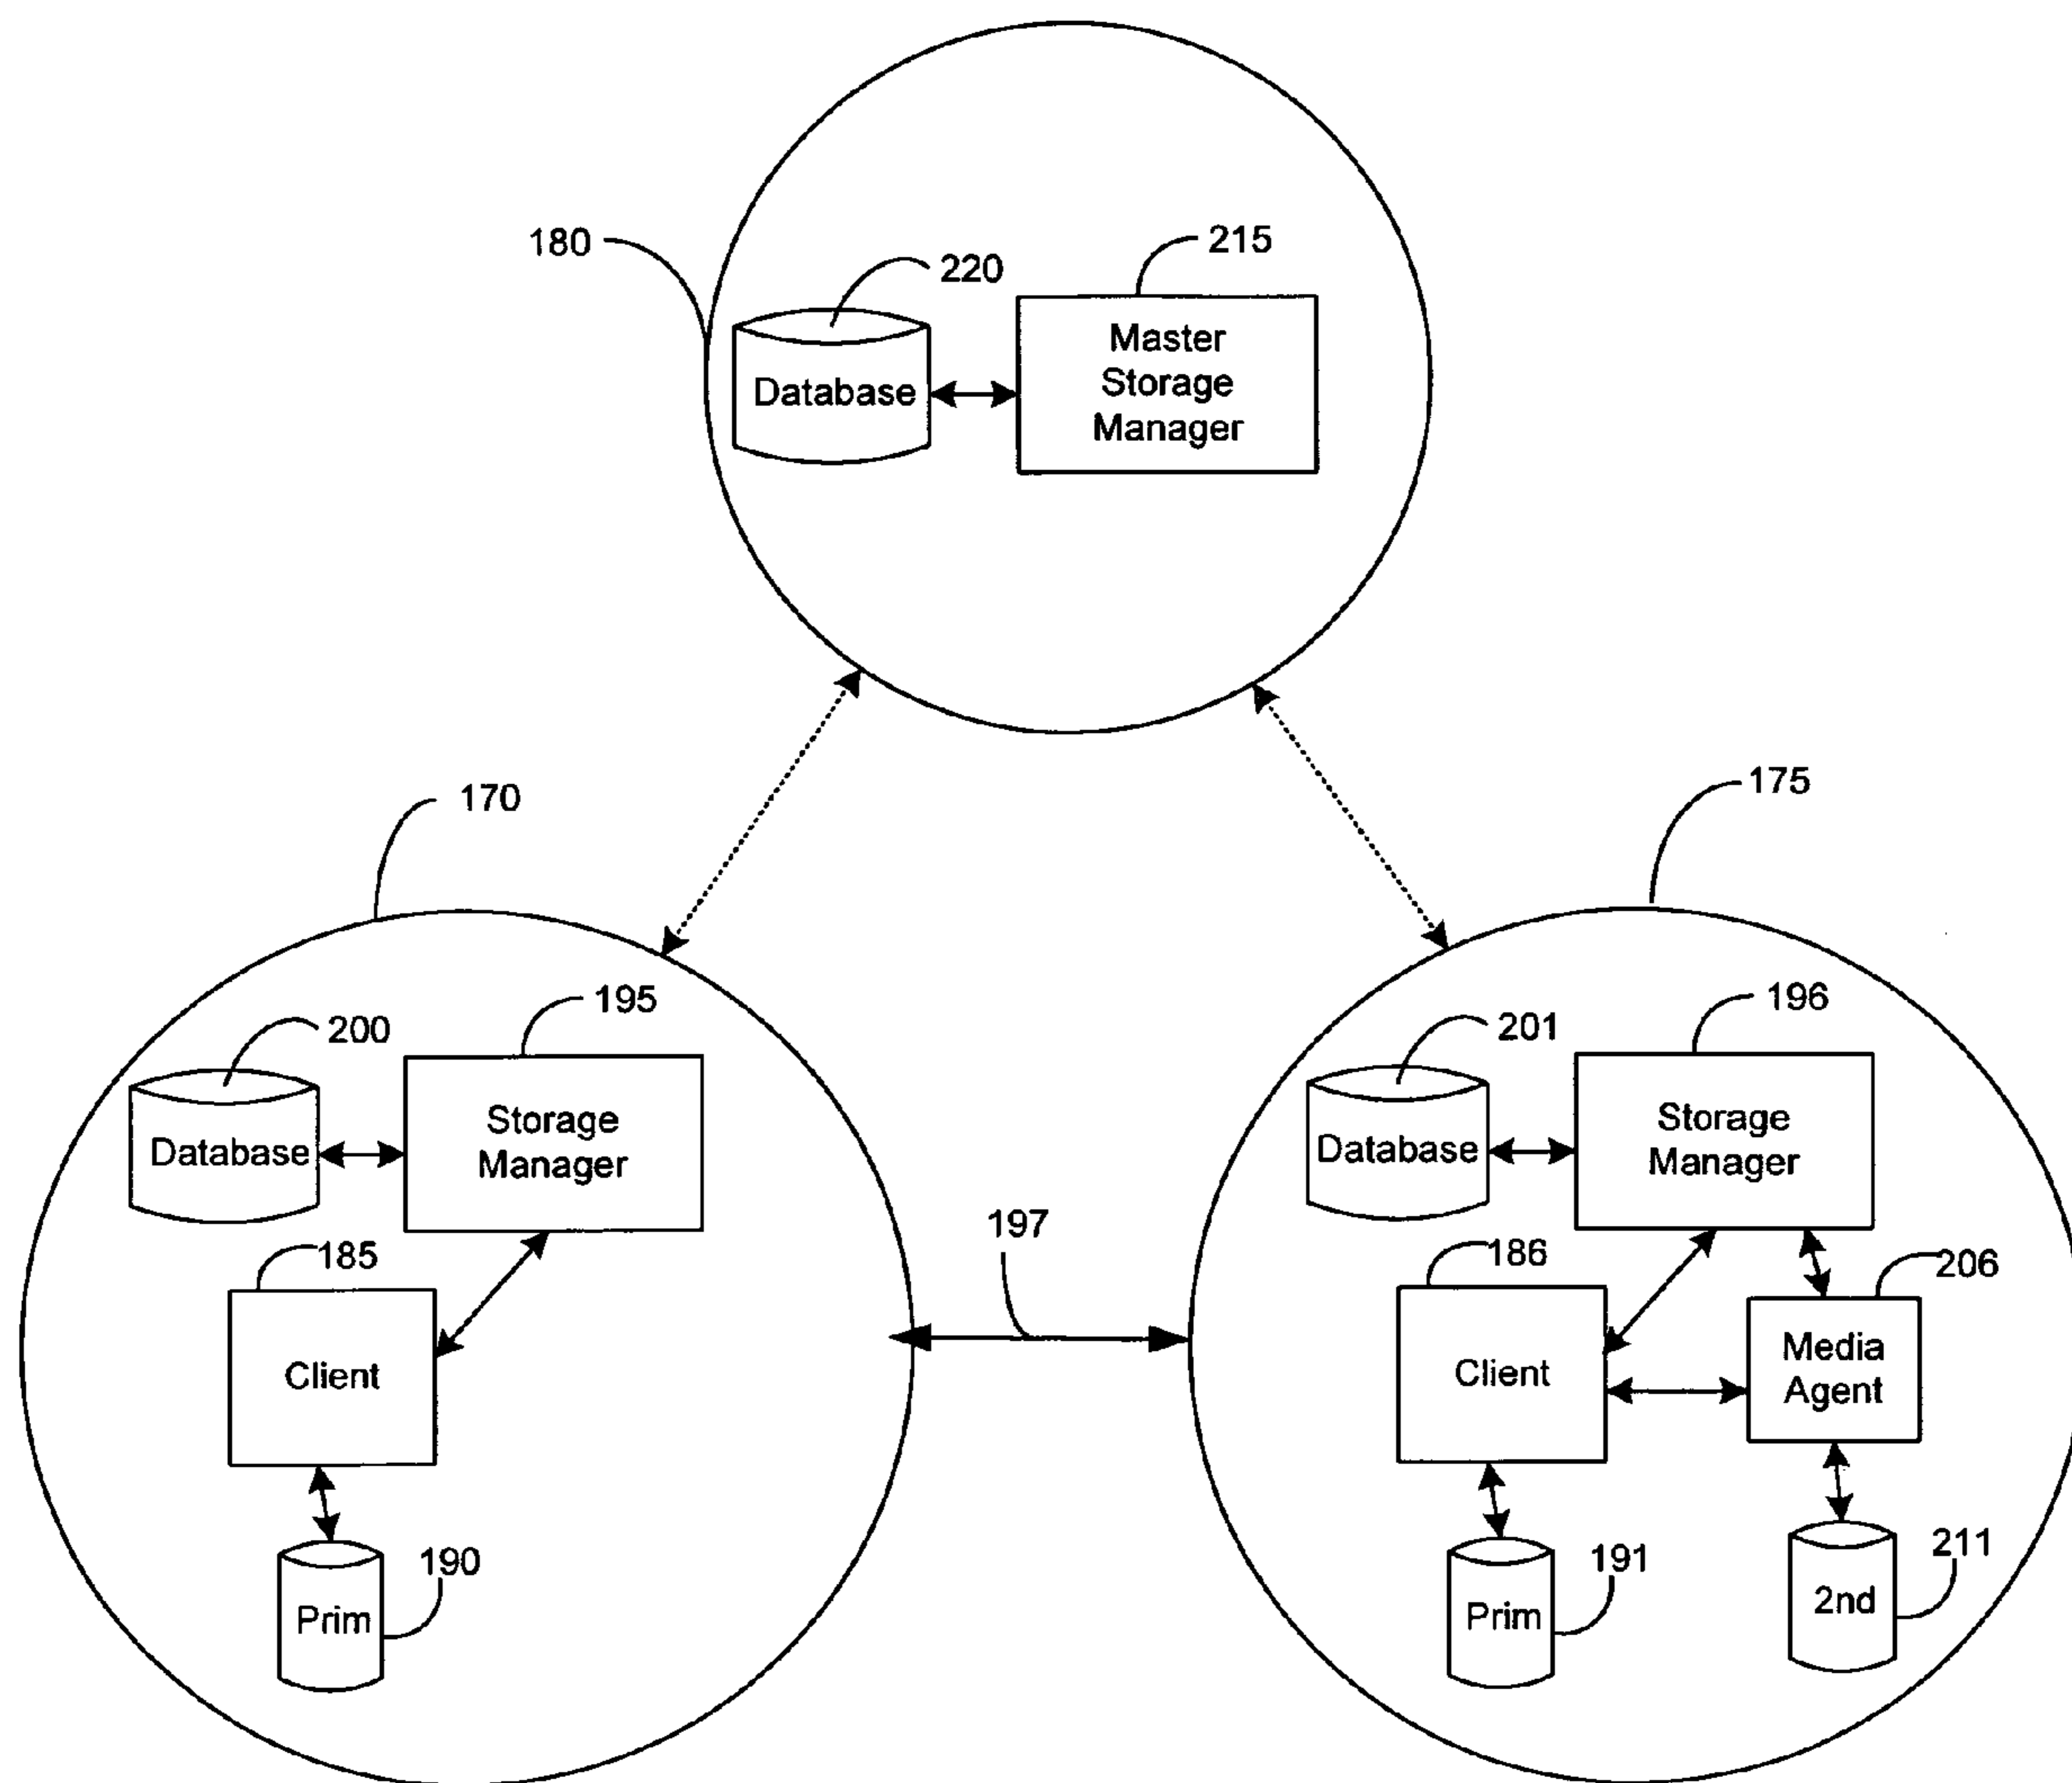 180
215
220
Database
Master
Storage
Manager
170
175
195
200
Database
Storage
Manager
185
Client
190
Prim
197
196
201
Database
Storage
Manager
186
206
Client
Media
Agent
191
Prim
211
2nd